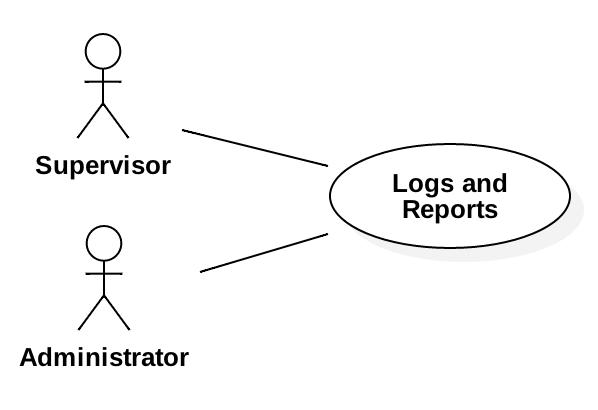 Supervisor
Logs and
Reports
Administrator